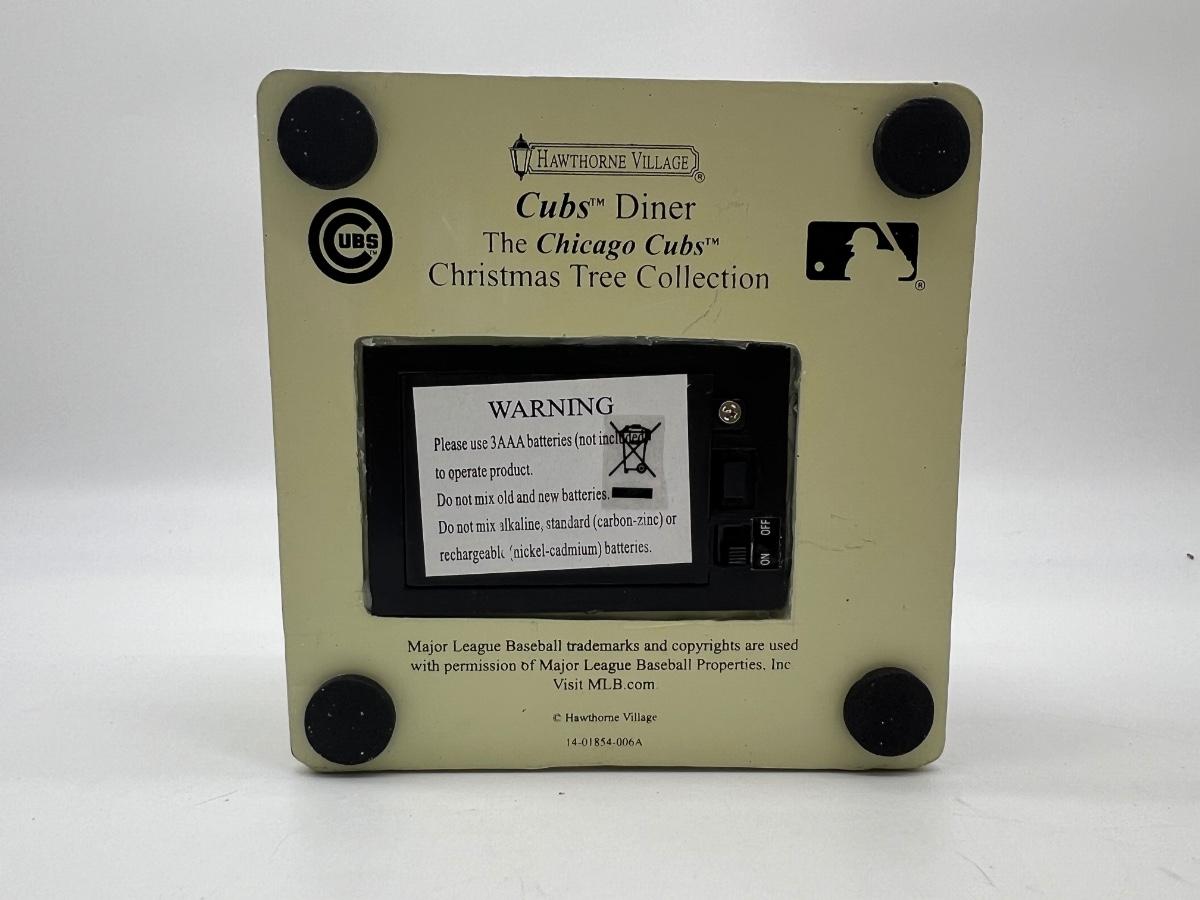 HAWTHORNE VILLAGE®
Cubs™ Diner
The Chicago Cubs™
Christmas Tree Collection
CUBS™
®
WARNING
Please use 3AAA batteries (not included)
to operate product.
Do not mix old and new batteries.
Do not mix alkaline, standard (carbon-zinc) or
rechargeable (nickel-cadmium) batteries.
OFF
ON
Major League Baseball trademarks and copyrights are used
with permission of Major League Baseball Properties, Inc
Visit MLB.com
© Hawthorne Village
14-01854-006A